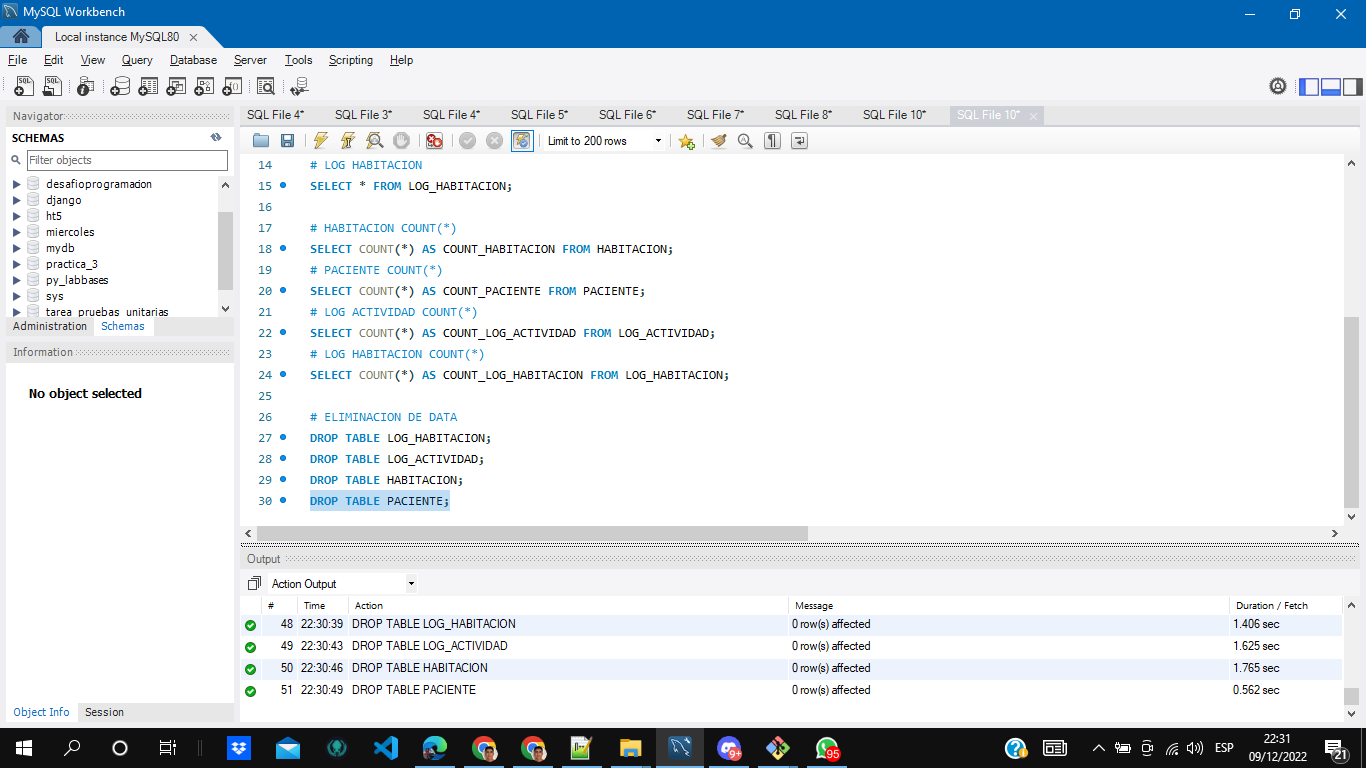 MySQL Workbench
Local instance MySQL80
File Edit View Query Database Server Tools Scripting Help
Navigator
SCHEMAS
Filter objects
desafioprogramacion
django
ht5
miercoles
mydb
practica_3
py_labbases
sys
tarea_pruebas_unitarias
Administration Schemas
Information
No object selected
Object Info Session
SQL File 4* SQL File 3* SQL File 4* SQL File 5* SQL File 6* SQL File 7* SQL File 8* SQL File 10* SQL File 10*
Limit to 200 rows
14 # LOG HABITACION
15 SELECT * FROM LOG_HABITACION;
16
17 # HABITACION COUNT(*)
18 SELECT COUNT(*) AS COUNT_HABITACION FROM HABITACION;
19 # PACIENTE COUNT(*)
20 SELECT COUNT(*) AS COUNT_PACIENTE FROM PACIENTE;
21 # LOG ACTIVIDAD COUNT(*)
22 SELECT COUNT(*) AS COUNT_LOG_ACTIVIDAD FROM LOG_ACTIVIDAD;
23 # LOG HABITACION COUNT(*)
24 SELECT COUNT(*) AS COUNT_LOG_HABITACION FROM LOG_HABITACION;
25
26 # ELIMINACION DE DATA
27 DROP TABLE LOG_HABITACION;
28 DROP TABLE LOG_ACTIVIDAD;
29 DROP TABLE HABITACION;
30 DROP TABLE PACIENTE;
Output
Action Output
# Time Action Message Duration / Fetch
48 22:30:39 DROP TABLE LOG_HABITACION 0 row(s) affected 1.406 sec
49 22:30:43 DROP TABLE LOG_ACTIVIDAD 0 row(s) affected 1.625 sec
50 22:30:46 DROP TABLE HABITACION 0 row(s) affected 1.765 sec
51 22:30:49 DROP TABLE PACIENTE 0 row(s) affected 0.562 sec
9+
95
ESP
22:31
09/12/2022
21